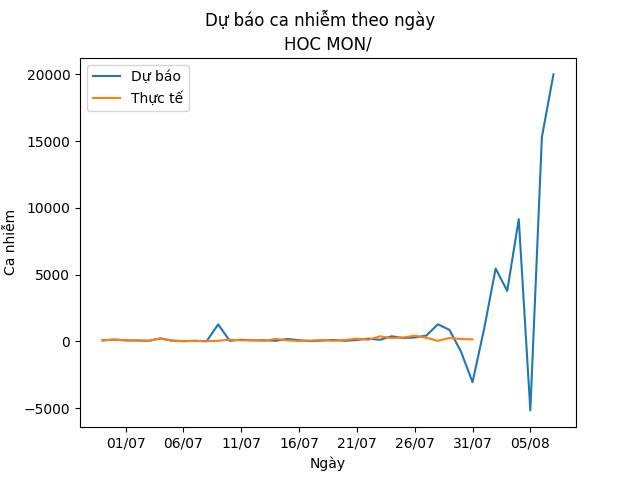 Dự báo ca nhiễm theo ngày
HOC MON/
Dự báo
Thực tế
20000
15000
10000
5000
0
−5000
Ca nhiễm
01/07 06/07 11/07 16/07 21/07 26/07 31/07 05/08
Ngày